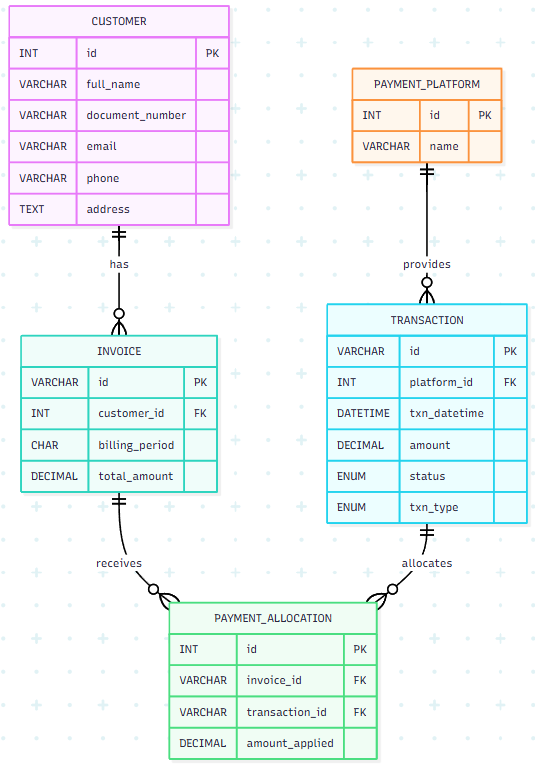 CUSTOMER
INT id PK
VARCHAR full_name
VARCHAR document_number
VARCHAR email
VARCHAR phone
TEXT address
PAYMENT_PLATFORM
INT id PK
VARCHAR name
has
provides
INVOICE
VARCHAR id PK
INT customer_id FK
CHAR billing_period
DECIMAL total_amount
TRANSACTION
VARCHAR id PK
INT platform_id FK
DATETIME txn_datetime
DECIMAL amount
ENUM status
ENUM txn_type
receives
allocates
PAYMENT_ALLOCATION
INT id PK
VARCHAR invoice_id FK
VARCHAR transaction_id FK
DECIMAL amount_applied